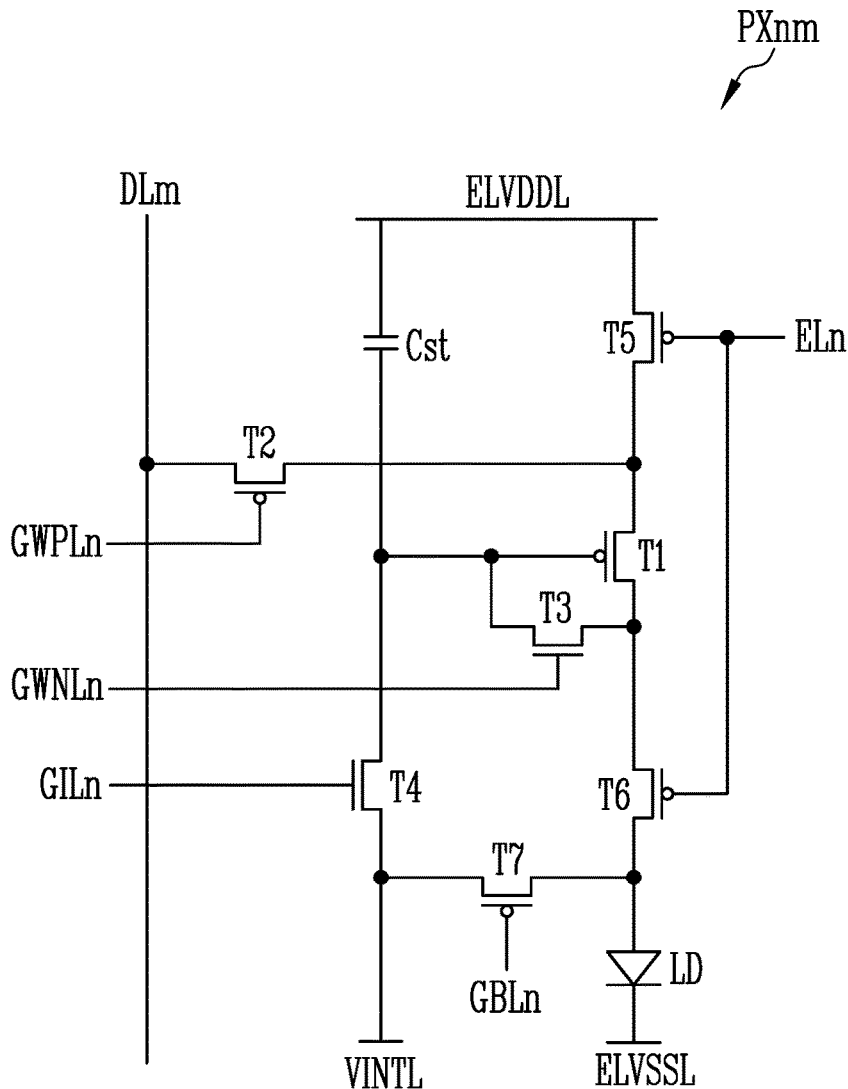 PXnm
DLm
ELVDDL
Cst
T5
ELn
T2
GWPLn
T1
T3
GWNLn
GILn
T4
T6
T7
GBLn
LD
VINTL
ELVSSL